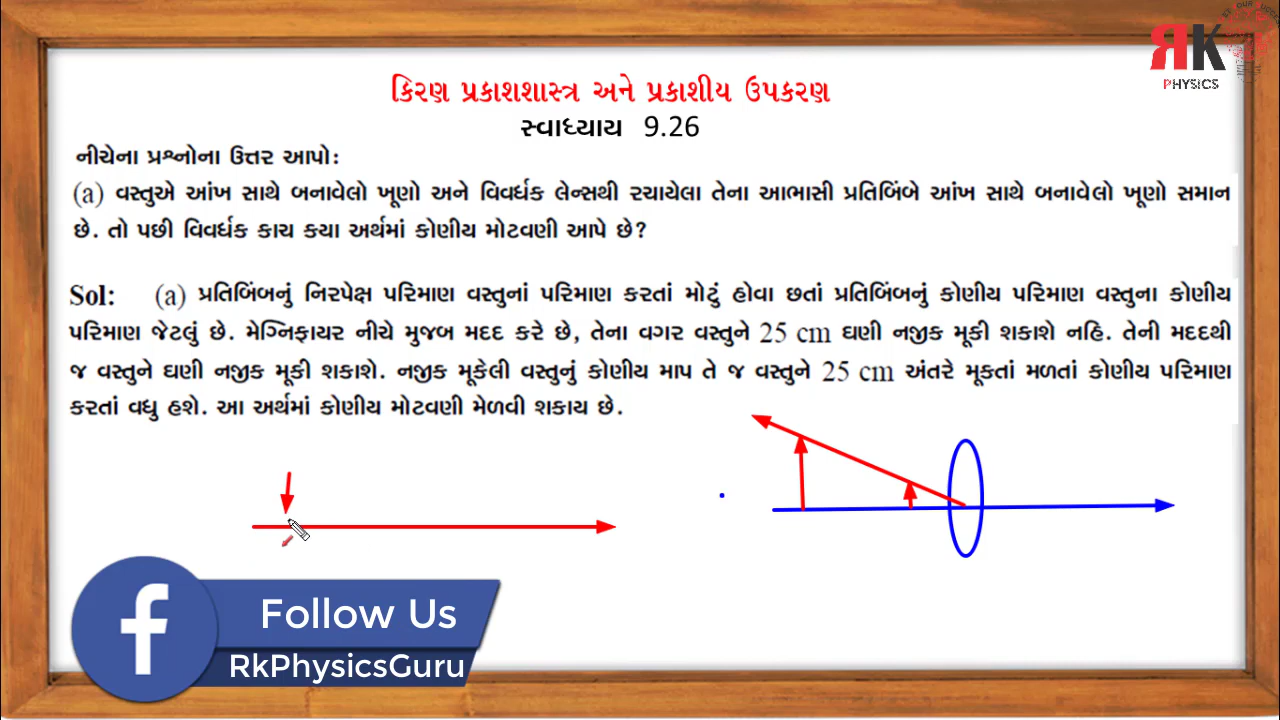 RK
PHYSICS
કિરણ પ્રકાશશાસ્ત્ર અને પ્રકાશીય ઉપકરણ
સ્વાધ્યાય 9.26
નીચેના પ્રશ્નોના ઉત્તર આપો:
(a) વસ્તુએ આંખ સાથે બનાવેલો ખૂણો અને વિવર્ધક લેન્સથી રચાયેલા તેના આભાસી પ્રતિબિંબે આંખ સાથે બનાવેલો ખૂણો સમાન
છે. તો પછી વિવર્ધક કાચ કયા અર્થમાં કોણીય મોટવણી આપે છે?
Sol: (a) પ્રતિબિંબનું નિરપેક્ષ પરિમાણ વસ્તુનાં પરિમાણ કરતાં મોટું હોવા છતાં પ્રતિબિંબનું કોણીય પરિમાણ વસ્તુના કોણીય
પરિમાણ જેટલું છે. મેગ્નિફાયર નીચે મુજબ મદદ કરે છે, તેના વગર વસ્તુને 25 cm ઘણી નજીક મૂકી શકાશે નહિ. તેની મદદથી
જ વસ્તુને ઘણી નજીક મૂકી શકાશે. નજીક મૂકેલી વસ્તુનું કોણીય માપ તે જ વસ્તુને 25 cm અંતરે મૂકતાં મળતાં કોણીય પરિમાણ
કરતાં વધુ હશે. આ અર્થમાં કોણીય મોટવણી મેળવી શકાય છે.
f
Follow Us
RkPhysicsGuru